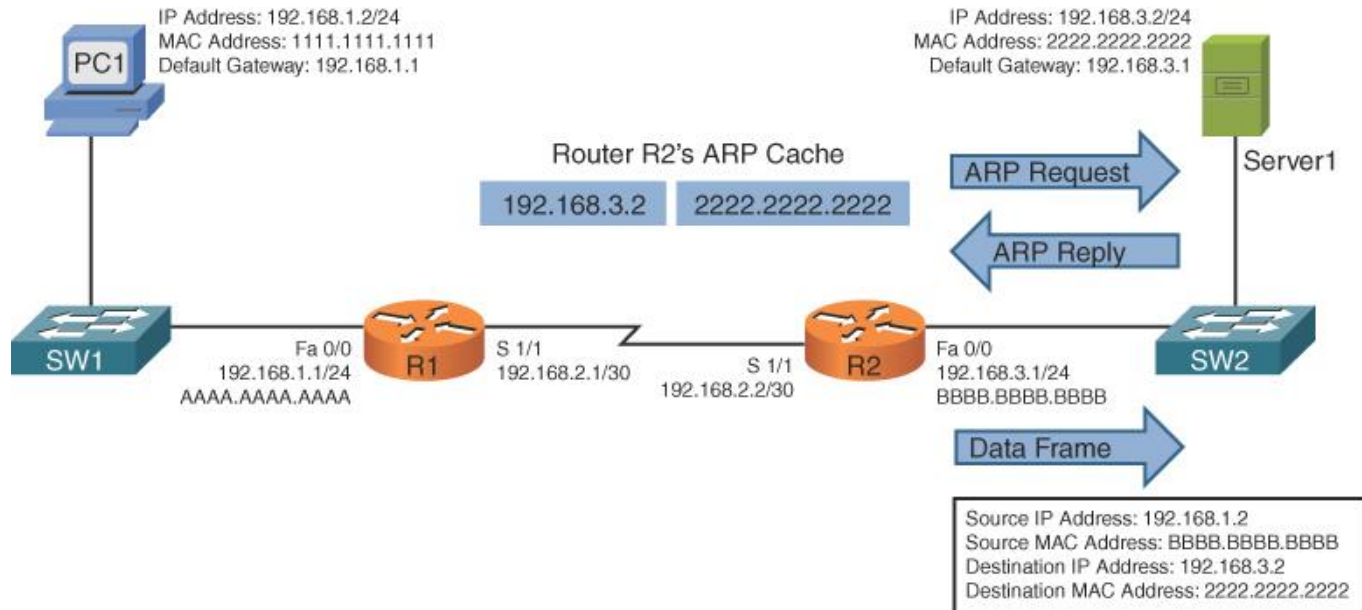 IP Address: 192.168.1.2/24
MAC Address: 1111.1111.1111
Default Gateway: 192.168.1.1
PC1
IP Address: 192.168.3.2/24
MAC Address: 2222.2222.2222
Default Gateway: 192.168.3.1
Server1
Router R2's ARP Cache
192.168.3.2 2222.2222.2222
ARP Request
ARP Reply
SW1
Fa 0/0
192.168.1.1/24
AAAA.AAAA.AAAA
R1
S 1/1
192.168.2.1/30
S 1/1
192.168.2.2/30
R2
Fa 0/0
192.168.3.1/24
BBBB.BBBB.BBBB
SW2
Data Frame
Source IP Address: 192.168.1.2
Source MAC Address: BBBB.BBBB.BBBB
Destination IP Address: 192.168.3.2
Destination MAC Address: 2222.2222.2222